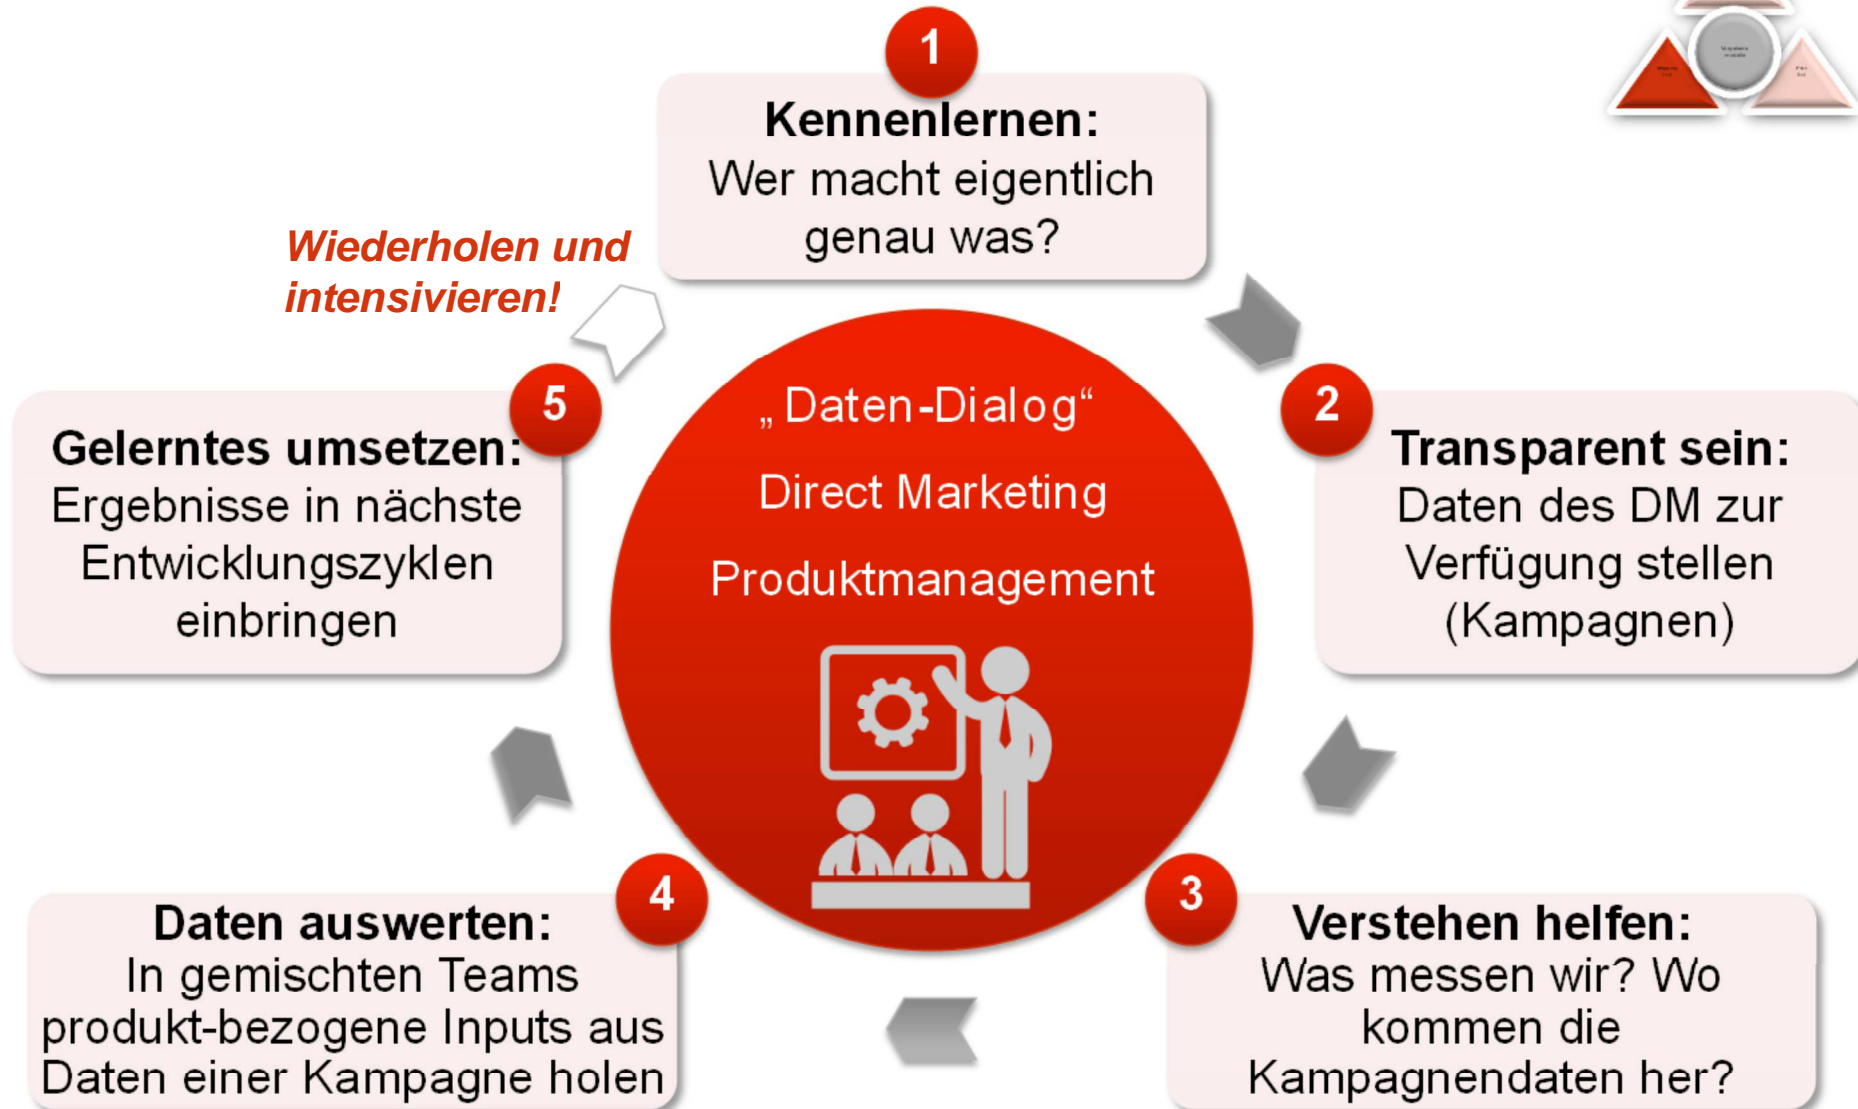 1
Kennenlernen:
Wer macht eigentlich
genau was?
Wiederholen und
intensivieren!
2
Transparent sein:
Daten des DM zur
Verfügung stellen
(Kampagnen)
3
Verstehen helfen:
Was messen wir? Wo
kommen die
Kampagnendaten her?
4
Daten auswerten:
In gemischten Teams
produkt-bezogene Inputs aus
Daten einer Kampagne holen
5
Gelerntes umsetzen:
Ergebnisse in nächste
Entwicklungszyklen
einbringen
„Daten-Dialog“
Direct Marketing
Produktmanagement